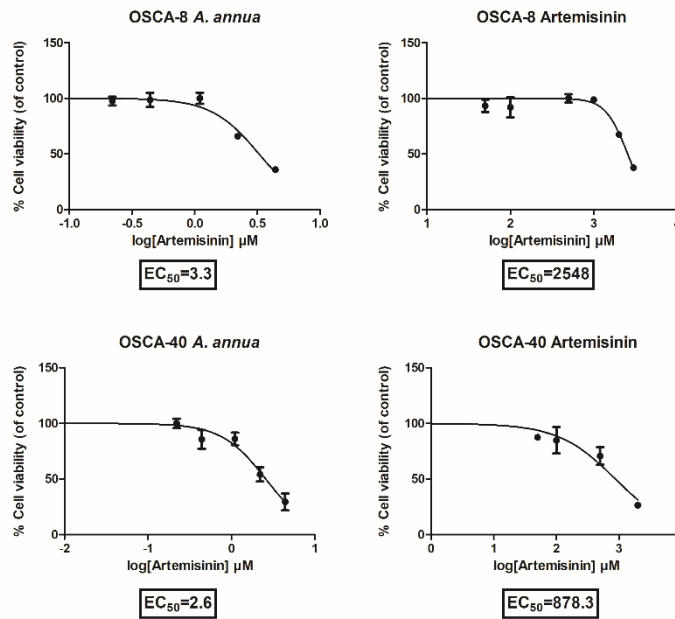 OSCA-8 A. annua
150
100
50
0
-1.0
-0.5
0.0
0.5
1.0
% Cell viability (of control)
log[Artemisinin] µM
EC50=3.3
OSCA-8 Artemisinin
150
100
50
0
1
2
3
% Cell viability (of control)
log[Artemisinin] µM
EC50=2548
OSCA-40 A. annua
150
100
50
0
-2
-1
0
1
% Cell viability (of control)
log[Artemisinin] µM
EC50=2.6
OSCA-40 Artemisinin
150
100
50
0
0
1
2
3
% Cell viability (of control)
log[Artemisinin] µM
EC50=878.3